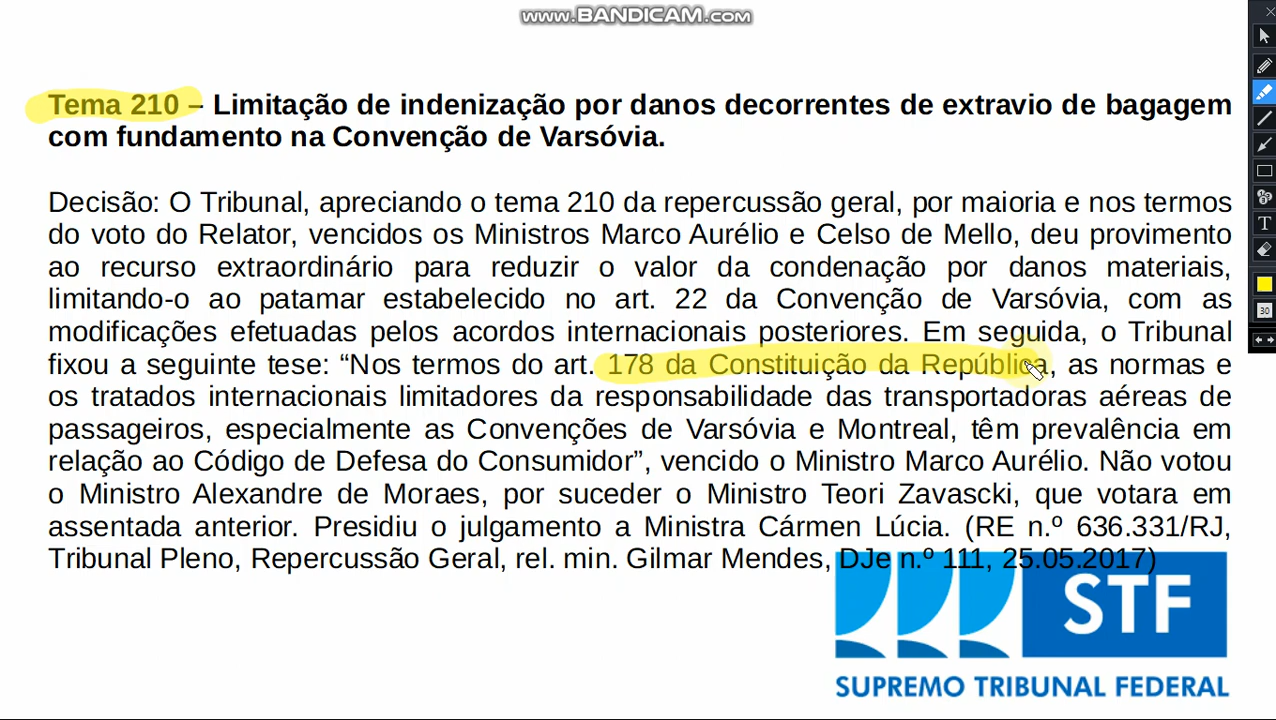 www.BANDICAM.com
Tema 210 – Limitação de indenização por danos decorrentes de extravio de bagagem
com fundamento na Convenção de Varsóvia.
Decisão: O Tribunal, apreciando o tema 210 da repercussão geral, por maioria e nos termos
do voto do Relator, vencidos os Ministros Marco Aurélio e Celso de Mello, deu provimento
ao recurso extraordinário para reduzir o valor da condenação por danos materiais,
limitando-o ao patamar estabelecido no art. 22 da Convenção de Varsóvia, com as
modificações efetuadas pelos acordos internacionais posteriores. Em seguida, o Tribunal
fixou a seguinte tese: “Nos termos do art. 178 da Constituição da República, as normas e
os tratados internacionais limitadores da responsabilidade das transportadoras aéreas de
passageiros, especialmente as Convenções de Varsóvia e Montreal, têm prevalência em
relação ao Código de Defesa do Consumidor”, vencido o Ministro Marco Aurélio. Não votou
o Ministro Alexandre de Moraes, por suceder o Ministro Teori Zavascki, que votara em
assentada anterior. Presidiu o julgamento a Ministra Cármen Lúcia. (RE n.º 636.331/RJ,
Tribunal Pleno, Repercussão Geral, rel. min. Gilmar Mendes, DJe n.º 111, 25.05.2017)
STF
SUPREMO TRIBUNAL FEDERAL
T
30